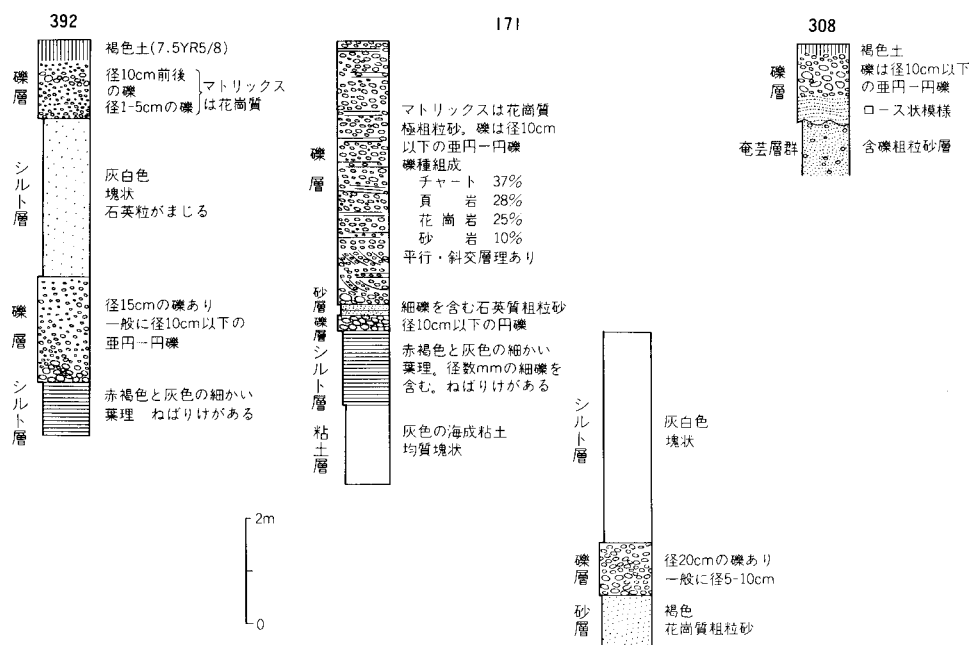 392
褐色土(7.5YR5/8)
礫層
径10cm前後
の礫
径1-5cmの礫
マトリックス
は花崗質
シルト層
灰白色
塊状
石英粒がまじる
礫層
径15cmの礫あり
一般に径10cm以下の
亜円ー円礫
シルト層
赤褐色と灰色の細かい
葉理 ねばりけがある
171
礫層
マトリックスは花崗質
極粗粒砂。礫は径10cm
以下の亜円ー円礫
礫種組成
チャート 37%
頁岩 28%
花崗岩 25%
砂岩 10%
平行・斜交層理あり
砂層
細礫を含む石英質粗粒砂
礫層
径10cm以下の円礫
シルト層
赤褐色と灰色の細かい
葉理。径数mmの細礫を
含む。ねばりけがある
粘土層
灰色の海成粘土
均質塊状
308
褐色土
礫層
礫は径10cm以下
の亜円ー円礫
ロース状模様
奄芸層群
含礫粗粒砂層
シルト層
灰白色
塊状
礫層
径20cmの礫あり
一般に径5-10cm
砂層
褐色
花崗質粗粒砂
2m
0